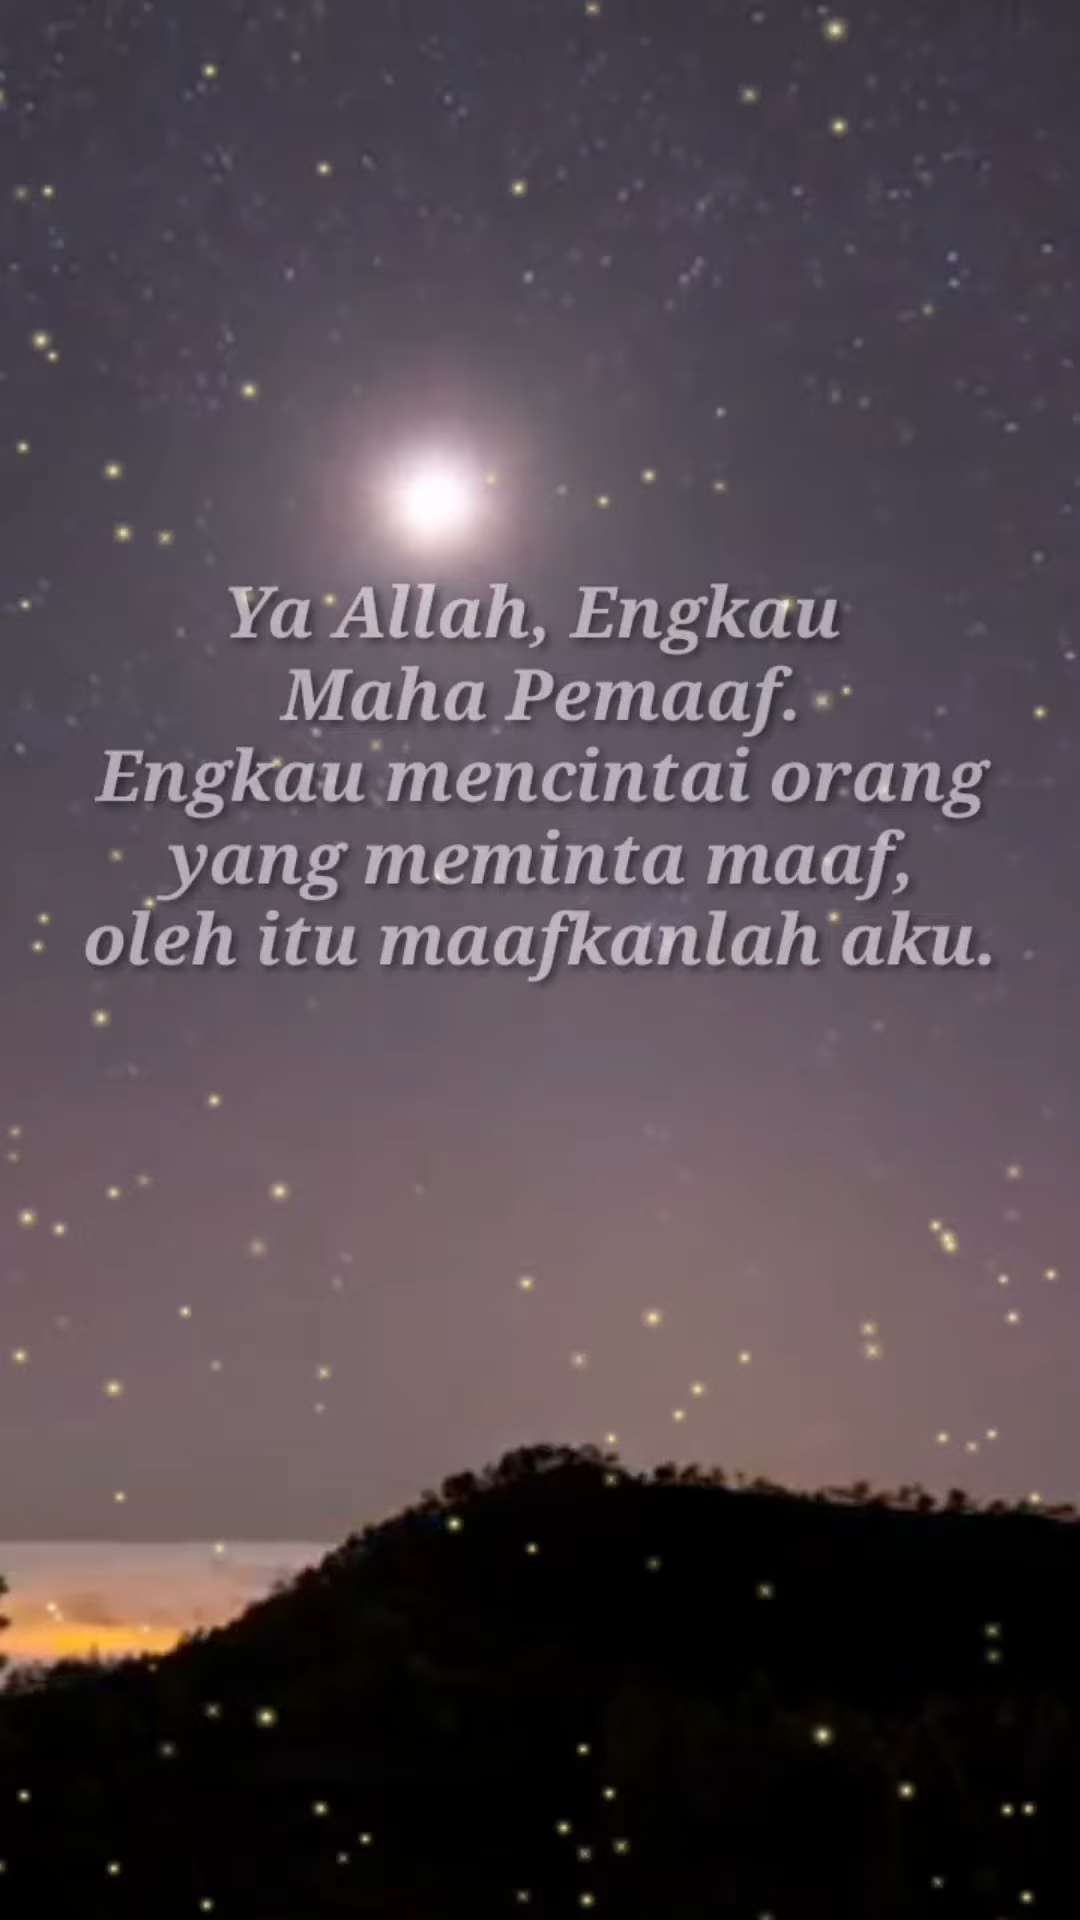 Ya Allah, Engkau
Maha Pemaaf.
Engkau mencintai orang
yang meminta maaf,
oleh itu maafkanlah aku.